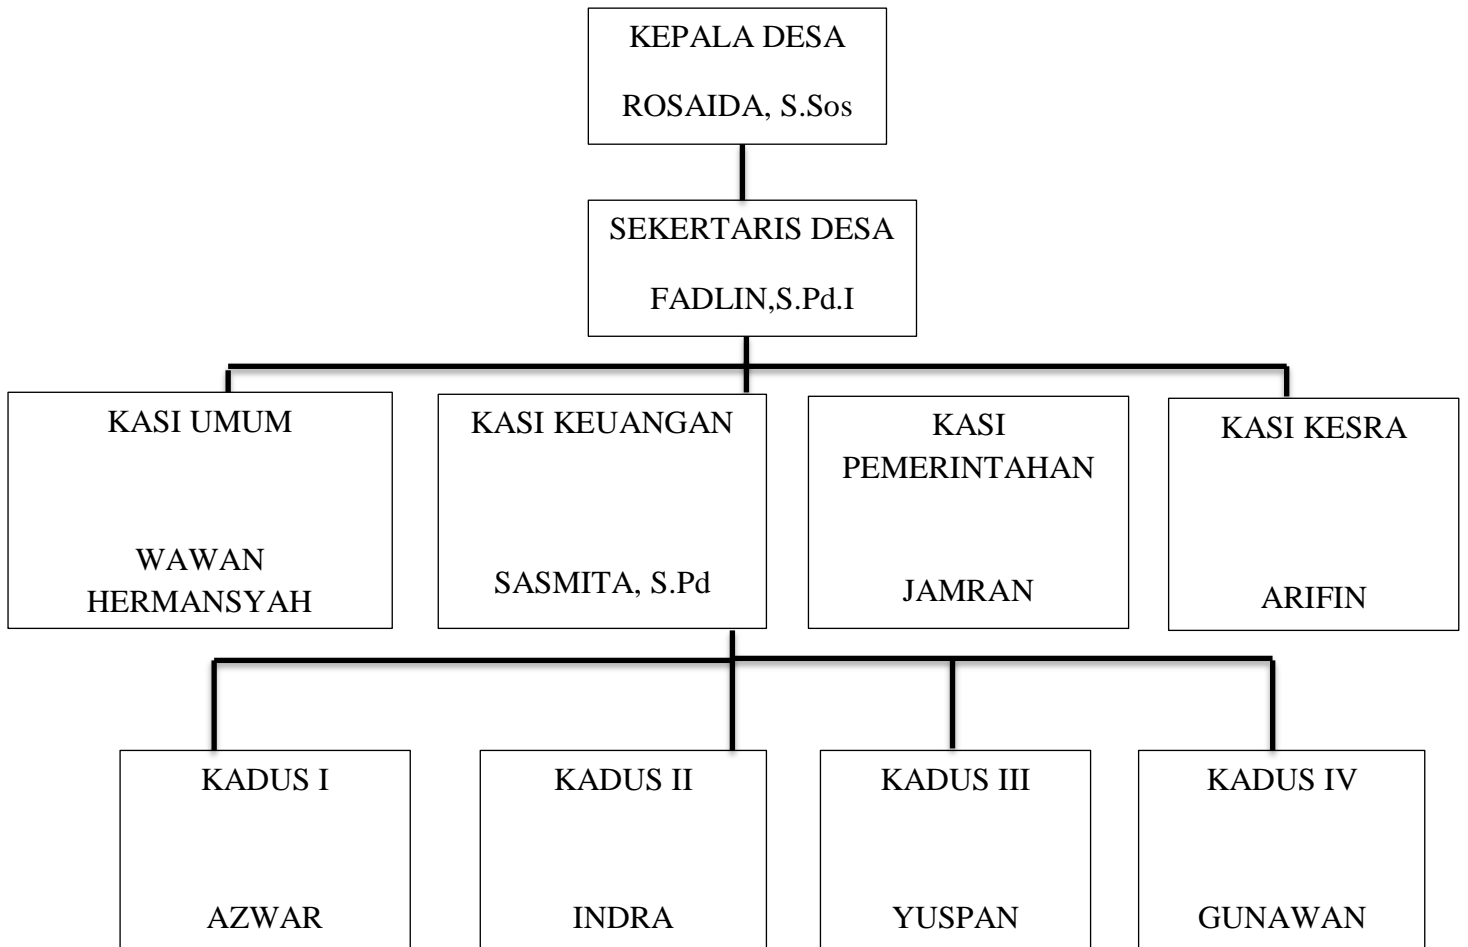 KEPALA DESA
ROSAIDA, S.Sos
SEKERTARIS DESA
FADLIN,S.Pd.I
KASI UMUM
WAWAN
HERMANSYAH
KASI KEUANGAN
SASMITA, S.Pd
KASI
PEMERINTAHAN
JAMRAN
KASI KESRA
ARIFIN
KADUS I
AZWAR
KADUS II
INDRA
KADUS III
YUSPAN
KADUS IV
GUNAWAN